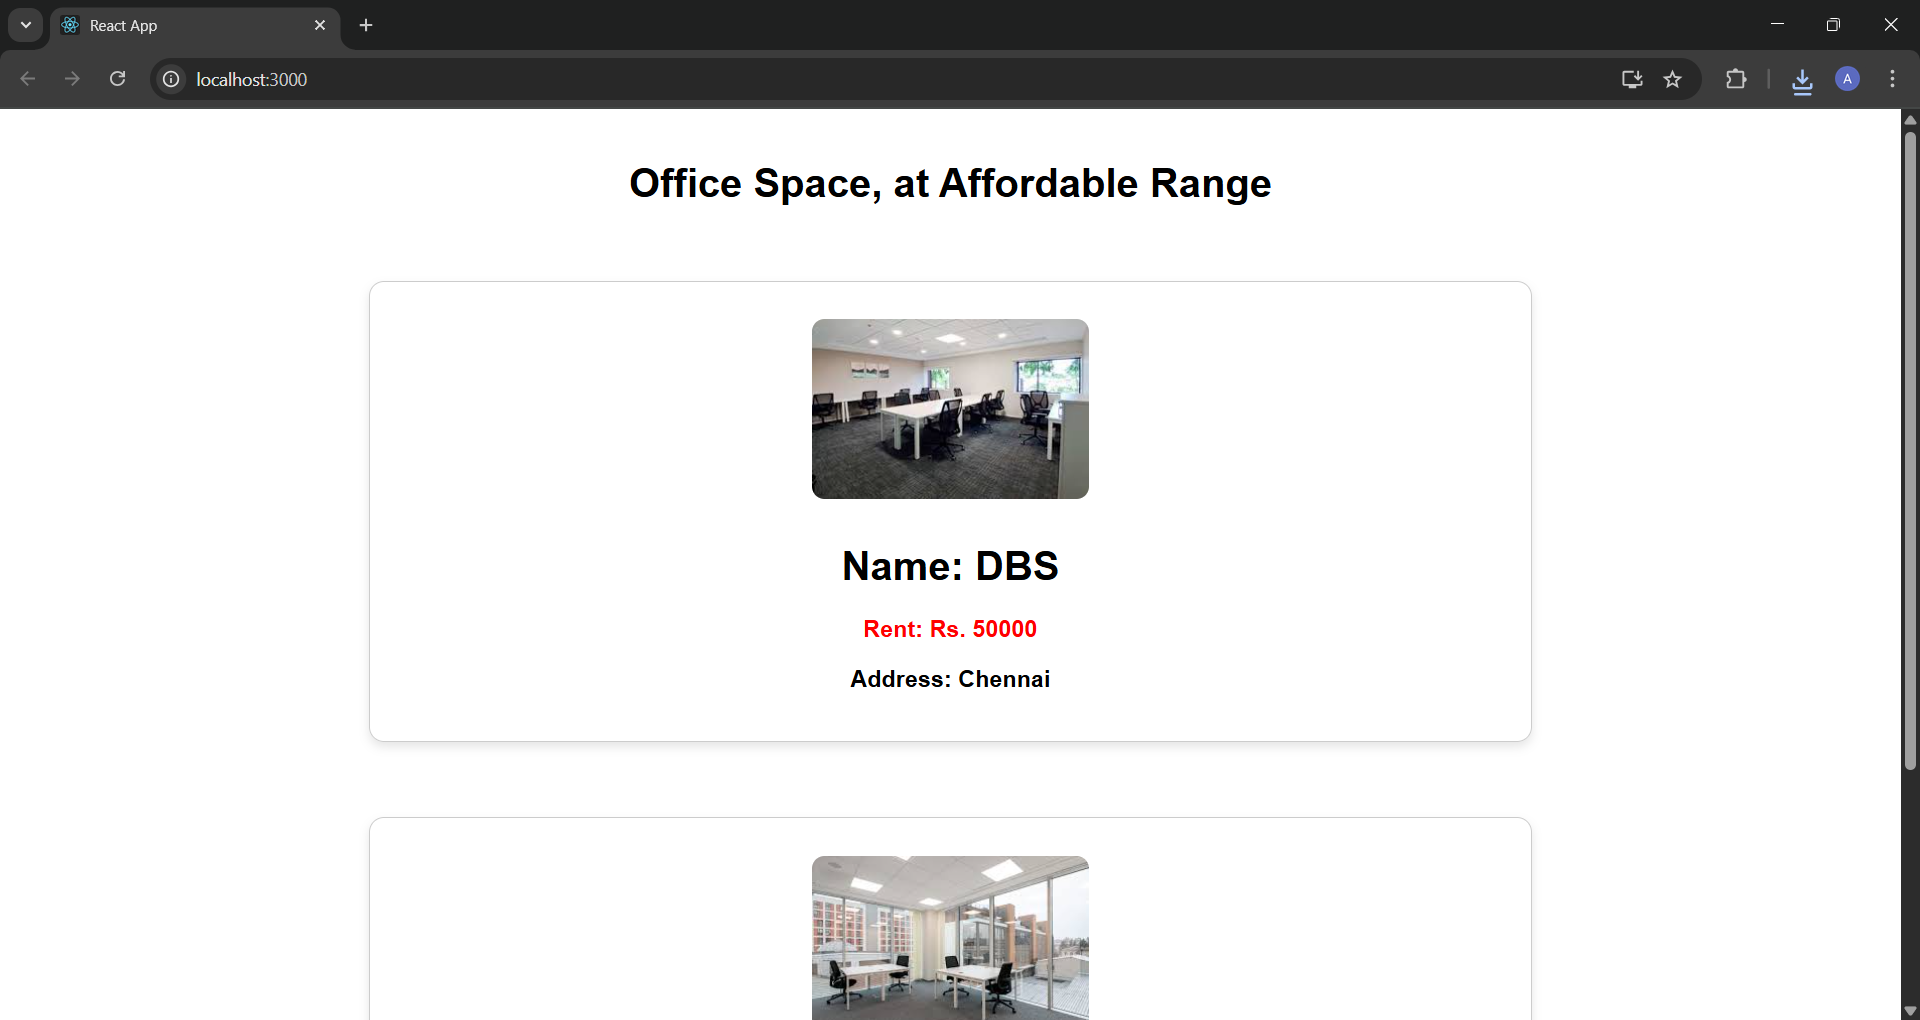 React App
localhost:3000
A
Office Space, at Affordable Range
Name: DBS
Rent: Rs. 50000
Address: Chennai